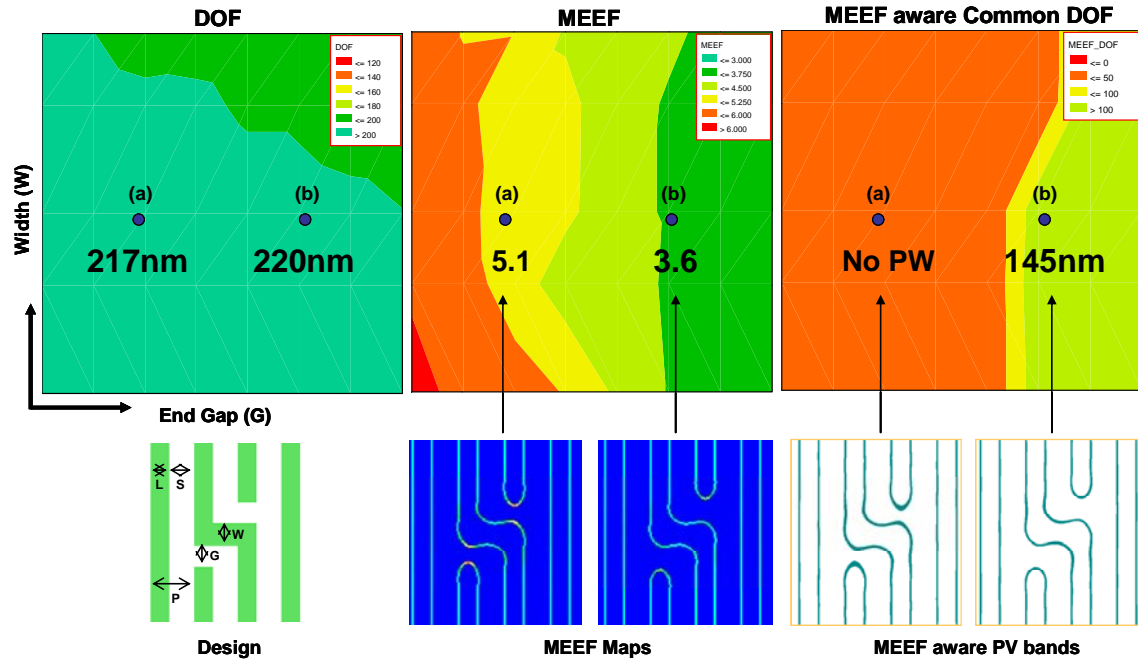 DOF
MEEF
MEEF aware Common DOF
DOF
<= 120
<= 140
<= 160
<= 180
<= 200
> 200
MEEF
<= 3.000
<= 3.750
<= 4.500
<= 5.250
<= 6.000
> 6.000
MEEF_DOF
<= 0
<= 50
<= 100
> 100
Width (W)
(a)
(b)
217nm
220nm
(a)
(b)
5.1
3.6
(a)
(b)
No PW
145nm
End Gap (G)
L
S
W
G
P
Design
MEEF Maps
MEEF aware PV bands